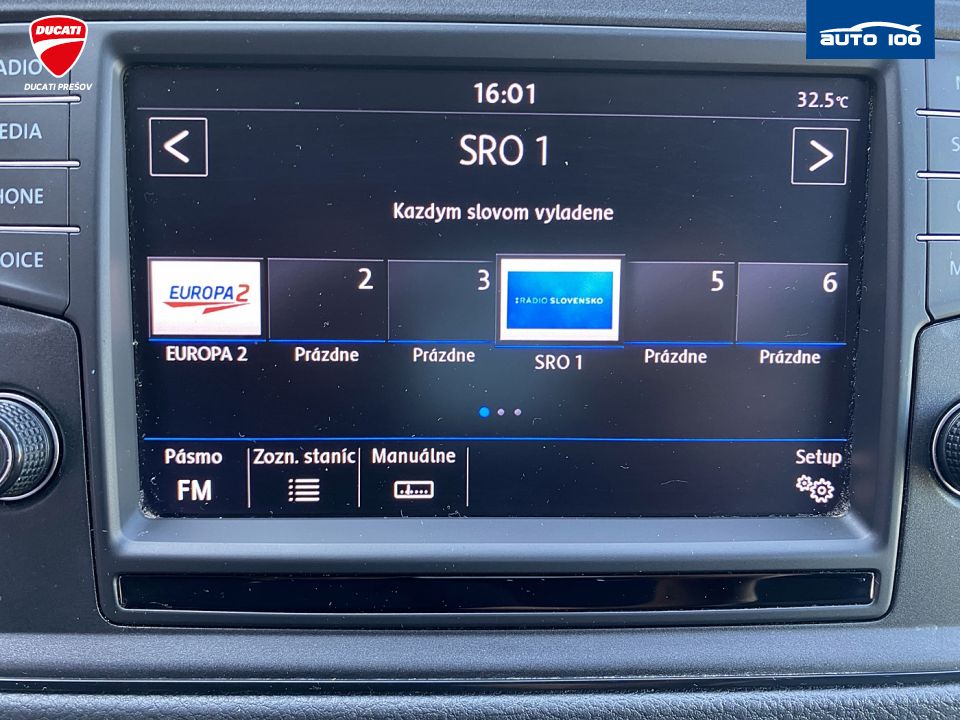 DUCATI
DUCATI PREŠOV
AUTO 100
ADIO
EDIA
HONE
OICE
16:01
32.5°C
<
SRO 1
>
Kazdym slovom vyladene
EUROPA 2
2
3
:RÁDIO SLOVENSKO
5
6
EUROPA 2
Prázdne
Prázdne
SRO 1
Prázdne
Prázdne
Pásmo
FM
Zozn. staníc
Manuálne
Setup